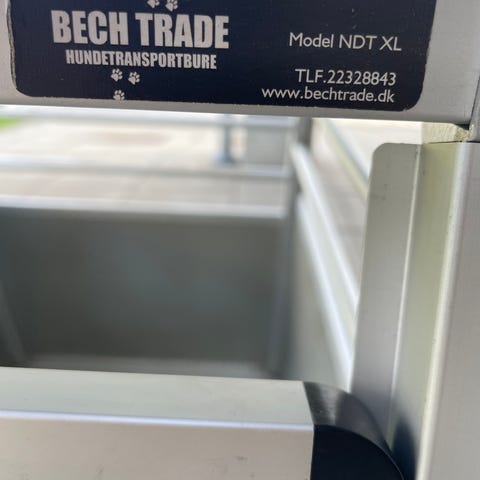 BECH TRADE
HUNDETRANSPORTBURE
Model NDT XL
TLF.22328843
www.bechtrade.dk